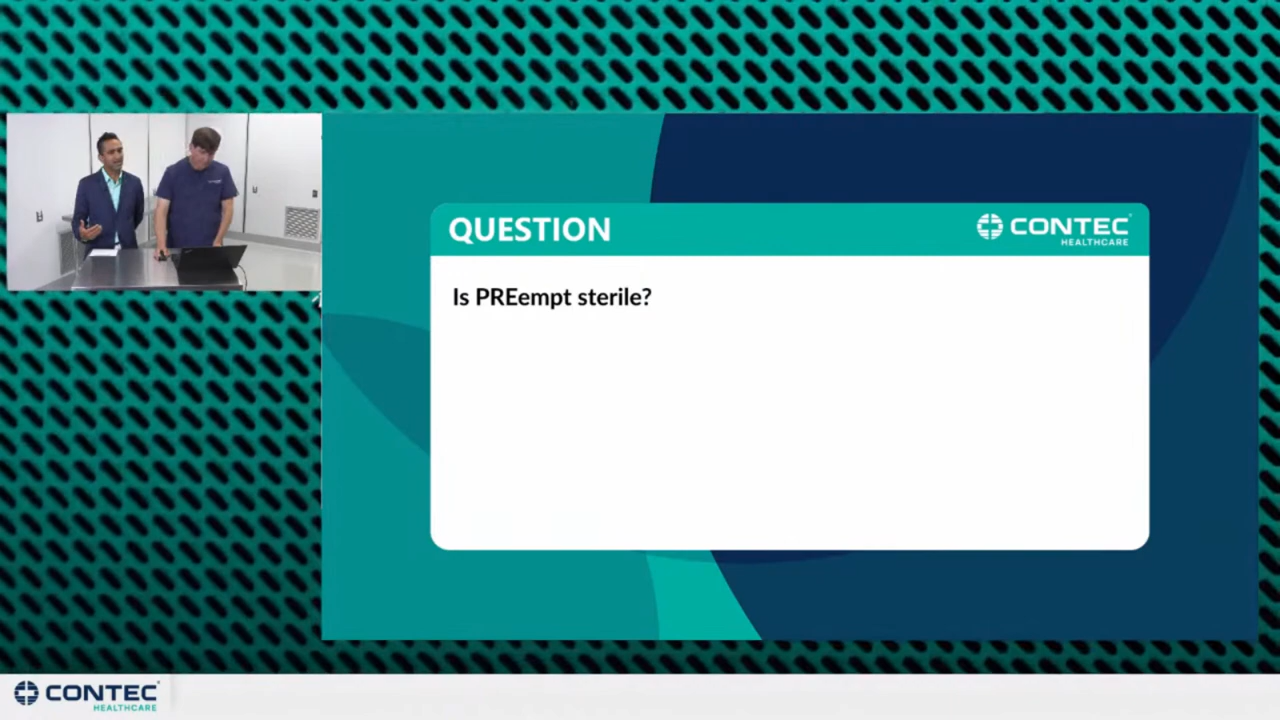 QUESTION
CONTEC
HEALTHCARE
Is PREempt sterile?
CONTEC
HEALTHCARE